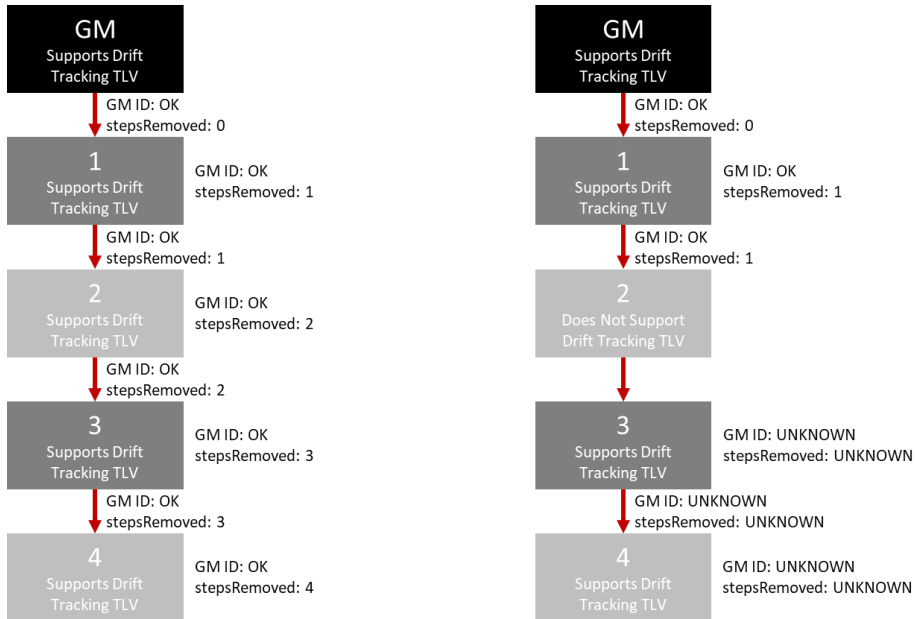 GM
Supports Drift
Tracking TLV
GM ID: OK
stepsRemoved: 0
1
Supports Drift
Tracking TLV
GM ID: OK
stepsRemoved: 1
GM ID: OK
stepsRemoved: 1
2
Supports Drift
Tracking TLV
GM ID: OK
stepsRemoved: 2
GM ID: OK
stepsRemoved: 2
3
Supports Drift
Tracking TLV
GM ID: OK
stepsRemoved: 3
GM ID: OK
stepsRemoved: 3
4
Supports Drift
Tracking TLV
GM ID: OK
stepsRemoved: 4
GM
Supports Drift
Tracking TLV
GM ID: OK
stepsRemoved: 0
1
Supports Drift
Tracking TLV
GM ID: OK
stepsRemoved: 1
GM ID: OK
stepsRemoved: 1
2
Does Not Support
Drift Tracking TLV
3
Supports Drift
Tracking TLV
GM ID: UNKNOWN
stepsRemoved: UNKNOWN
GM ID: UNKNOWN
stepsRemoved: UNKNOWN
4
Supports Drift
Tracking TLV
GM ID: UNKNOWN
stepsRemoved: UNKNOWN